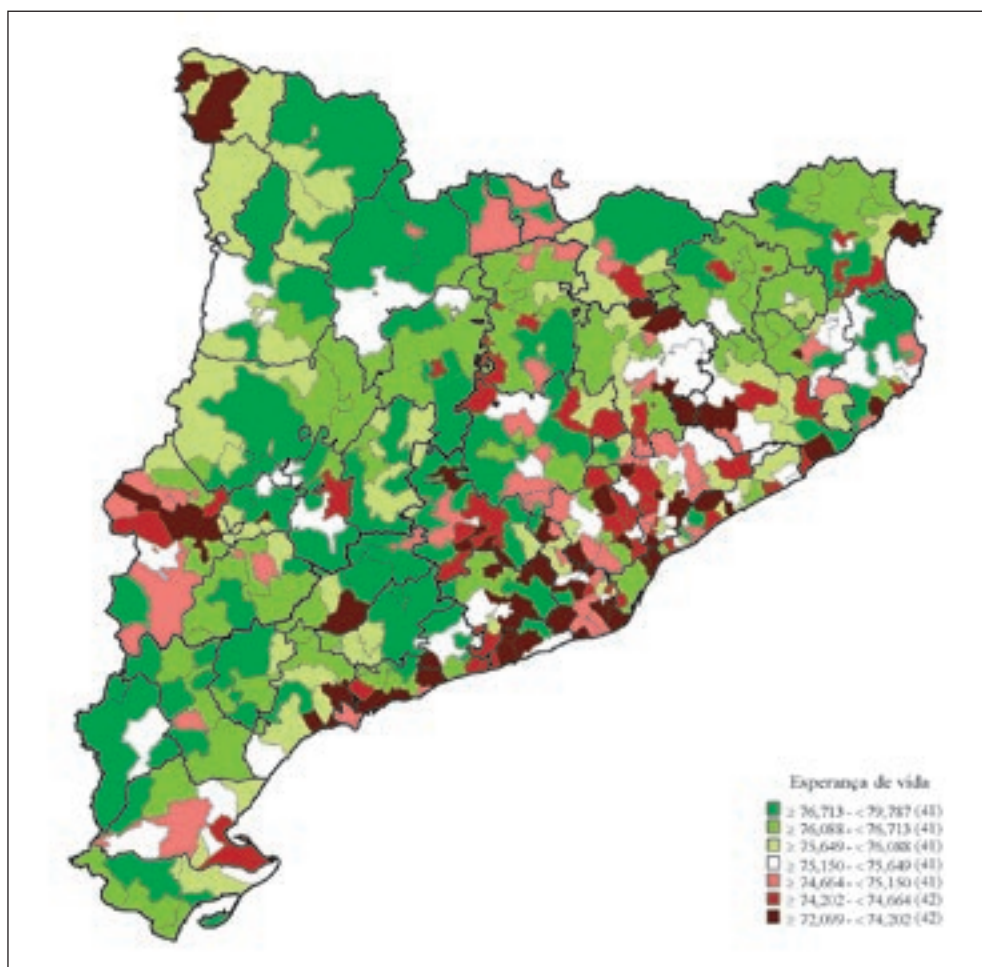 Esperança de vida
≥ 76,713 - < 79,787 (41)
≥ 76,088 - < 76,713 (41)
≥ 75,649 - < 76,088 (41)
≥ 75,150 - < 75,649 (41)
≥ 74,664 - < 75,150 (41)
≥ 74,202 - < 74,664 (42)
≥ 72,099 - < 74,202 (42)